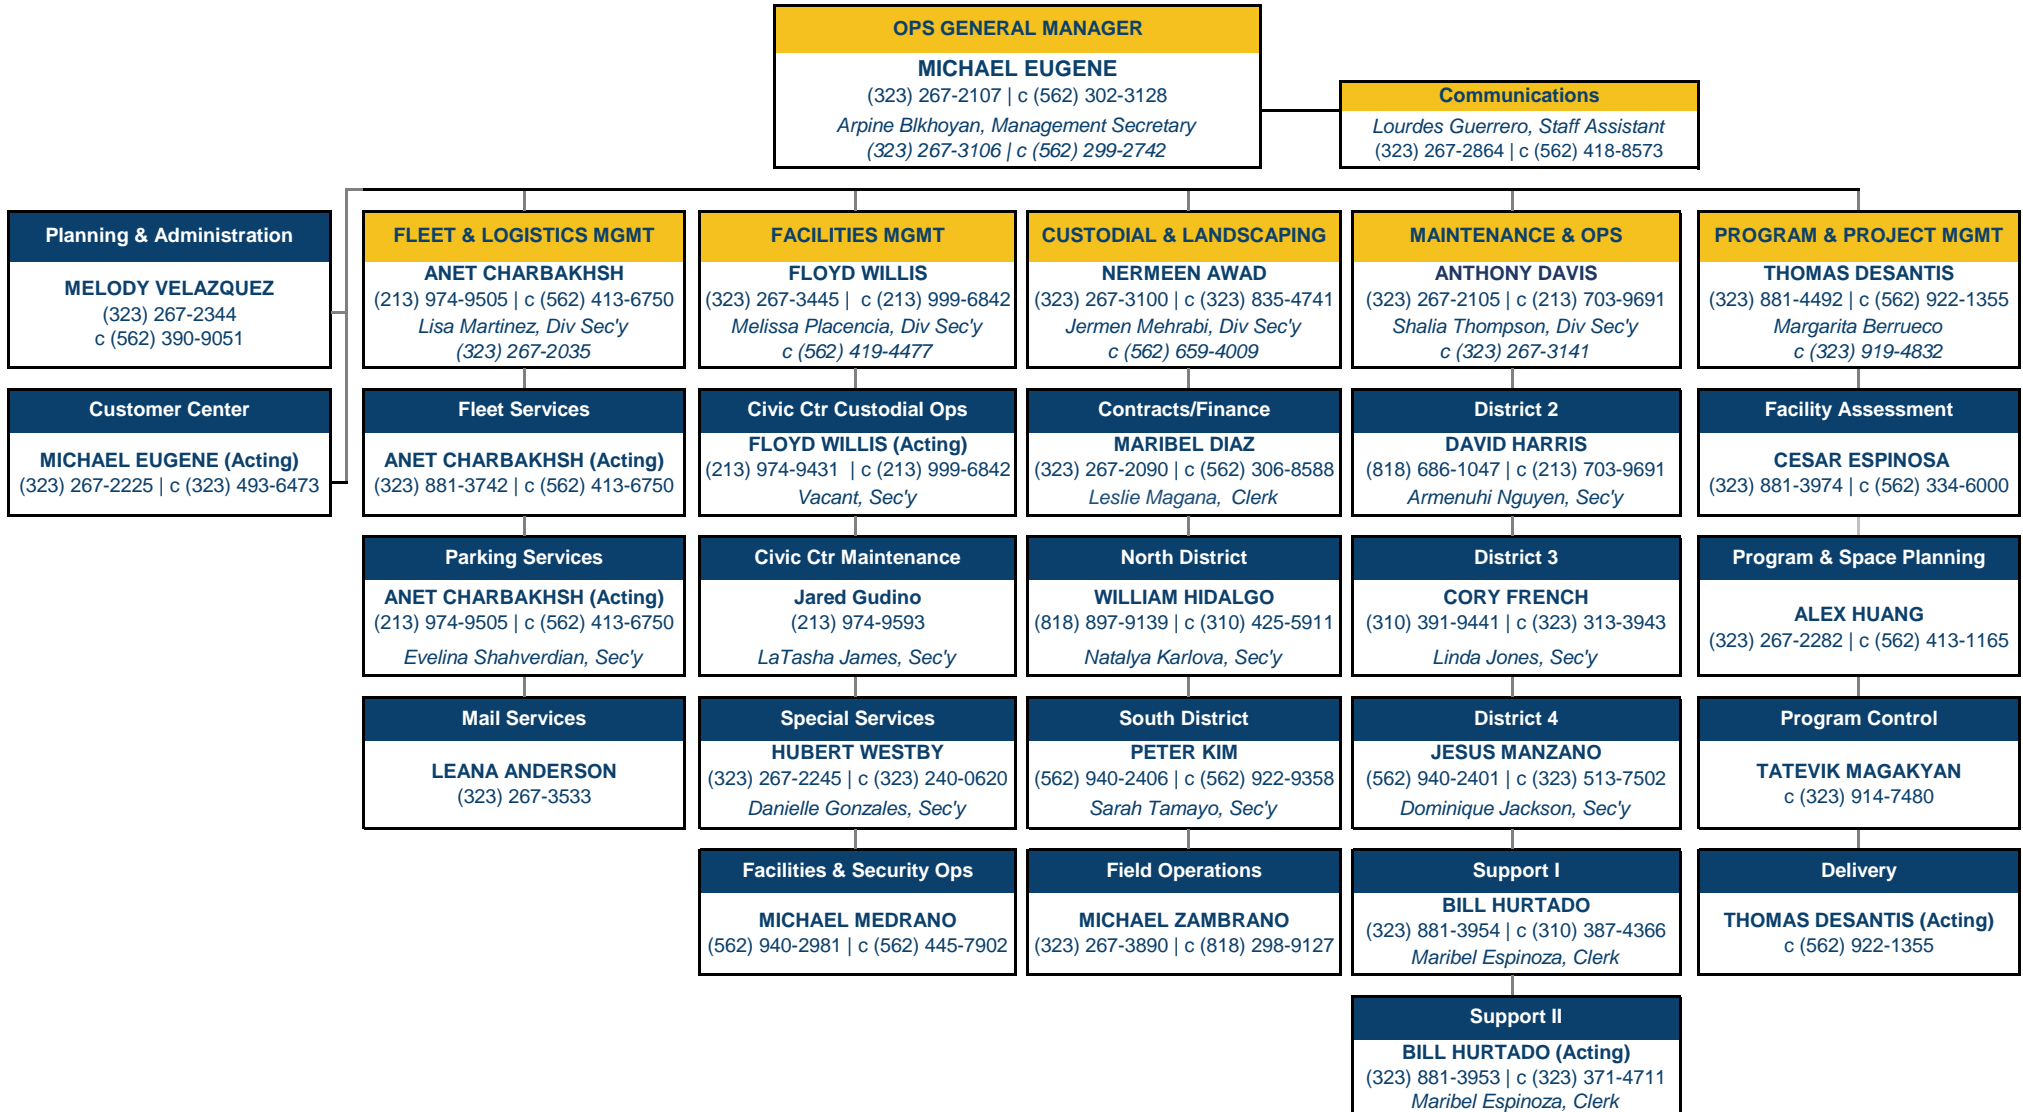 OPS GENERAL MANAGER
MICHAEL EUGENE
(323) 267-2107 | c (562) 302-3128
Arpine Blkhoyan, Management Secretary
(323) 267-3106 | c (562) 299-2742
Communications
Lourdes Guerrero, Staff Assistant
(323) 267-2864 | c (562) 418-8573
Planning & Administration
MELODY VELAZQUEZ
(323) 267-2344
c (562) 390-9051
Customer Center
MICHAEL EUGENE (Acting)
(323) 267-2225 | c (323) 493-6473
FLEET & LOGISTICS MGMT
ANET CHARBAKHSH
(213) 974-9505 | c (562) 413-6750
Lisa Martinez, Div Sec'y
(323) 267-2035
Fleet Services
ANET CHARBAKHSH (Acting)
(323) 881-3742 | c (562) 413-6750
Parking Services
ANET CHARBAKHSH (Acting)
(213) 974-9505 | c (562) 413-6750
Evelina Shahverdian, Sec'y
Mail Services
LEANA ANDERSON
(323) 267-3533
FACILITIES MGMT
FLOYD WILLIS
(323) 267-3445 | c (213) 999-6842
Melissa Placencia, Div Sec'y
c (562) 419-4477
Civic Ctr Custodial Ops
FLOYD WILLIS (Acting)
(213) 974-9431 | c (213) 999-6842
Vacant, Sec'y
Civic Ctr Maintenance
Jared Gudino
(213) 974-9593
LaTasha James, Sec'y
Special Services
HUBERT WESTBY
(323) 267-2245 | c (323) 240-0620
Danielle Gonzales, Sec'y
Facilities & Security Ops
MICHAEL MEDRANO
(562) 940-2981 | c (562) 445-7902
CUSTODIAL & LANDSCAPING
NERMEEN AWAD
(323) 267-3100 | c (323) 835-4741
Jermen Mehrabi, Div Sec'y
c (562) 659-4009
Contracts/Finance
MARIBEL DIAZ
(323) 267-2090 | c (562) 306-8588
Leslie Magana, Clerk
North District
WILLIAM HIDALGO
(818) 897-9139 | c (310) 425-5911
Natalya Karlova, Sec'y
South District
PETER KIM
(562) 940-2406 | c (562) 922-9358
Sarah Tamayo, Sec'y
Field Operations
MICHAEL ZAMBRANO
(323) 267-3890 | c (818) 298-9127
MAINTENANCE & OPS
ANTHONY DAVIS
(323) 267-2105 | c (213) 703-9691
Shalia Thompson, Div Sec'y
c (323) 267-3141
District 2
DAVID HARRIS
(818) 686-1047 | c (213) 703-9691
Armenuhi Nguyen, Sec'y
District 3
CORY FRENCH
(310) 391-9441 | c (323) 313-3943
Linda Jones, Sec'y
District 4
JESUS MANZANO
(562) 940-2401 | c (323) 513-7502
Dominique Jackson, Sec'y
Support I
BILL HURTADO
(323) 881-3954 | c (310) 387-4366
Maribel Espinoza, Clerk
Support II
BILL HURTADO (Acting)
(323) 881-3953 | c (323) 371-4711
Maribel Espinoza, Clerk
PROGRAM & PROJECT MGMT
THOMAS DESANTIS
(323) 881-4492 | c (562) 922-1355
Margarita Berrueco
c (323) 919-4832
Facility Assessment
CESAR ESPINOSA
(323) 881-3974 | c (562) 334-6000
Program & Space Planning
ALEX HUANG
(323) 267-2282 | c (562) 413-1165
Program Control
TATEVIK MAGAKYAN
c (323) 914-7480
Delivery
THOMAS DESANTIS (Acting)
c (562) 922-1355